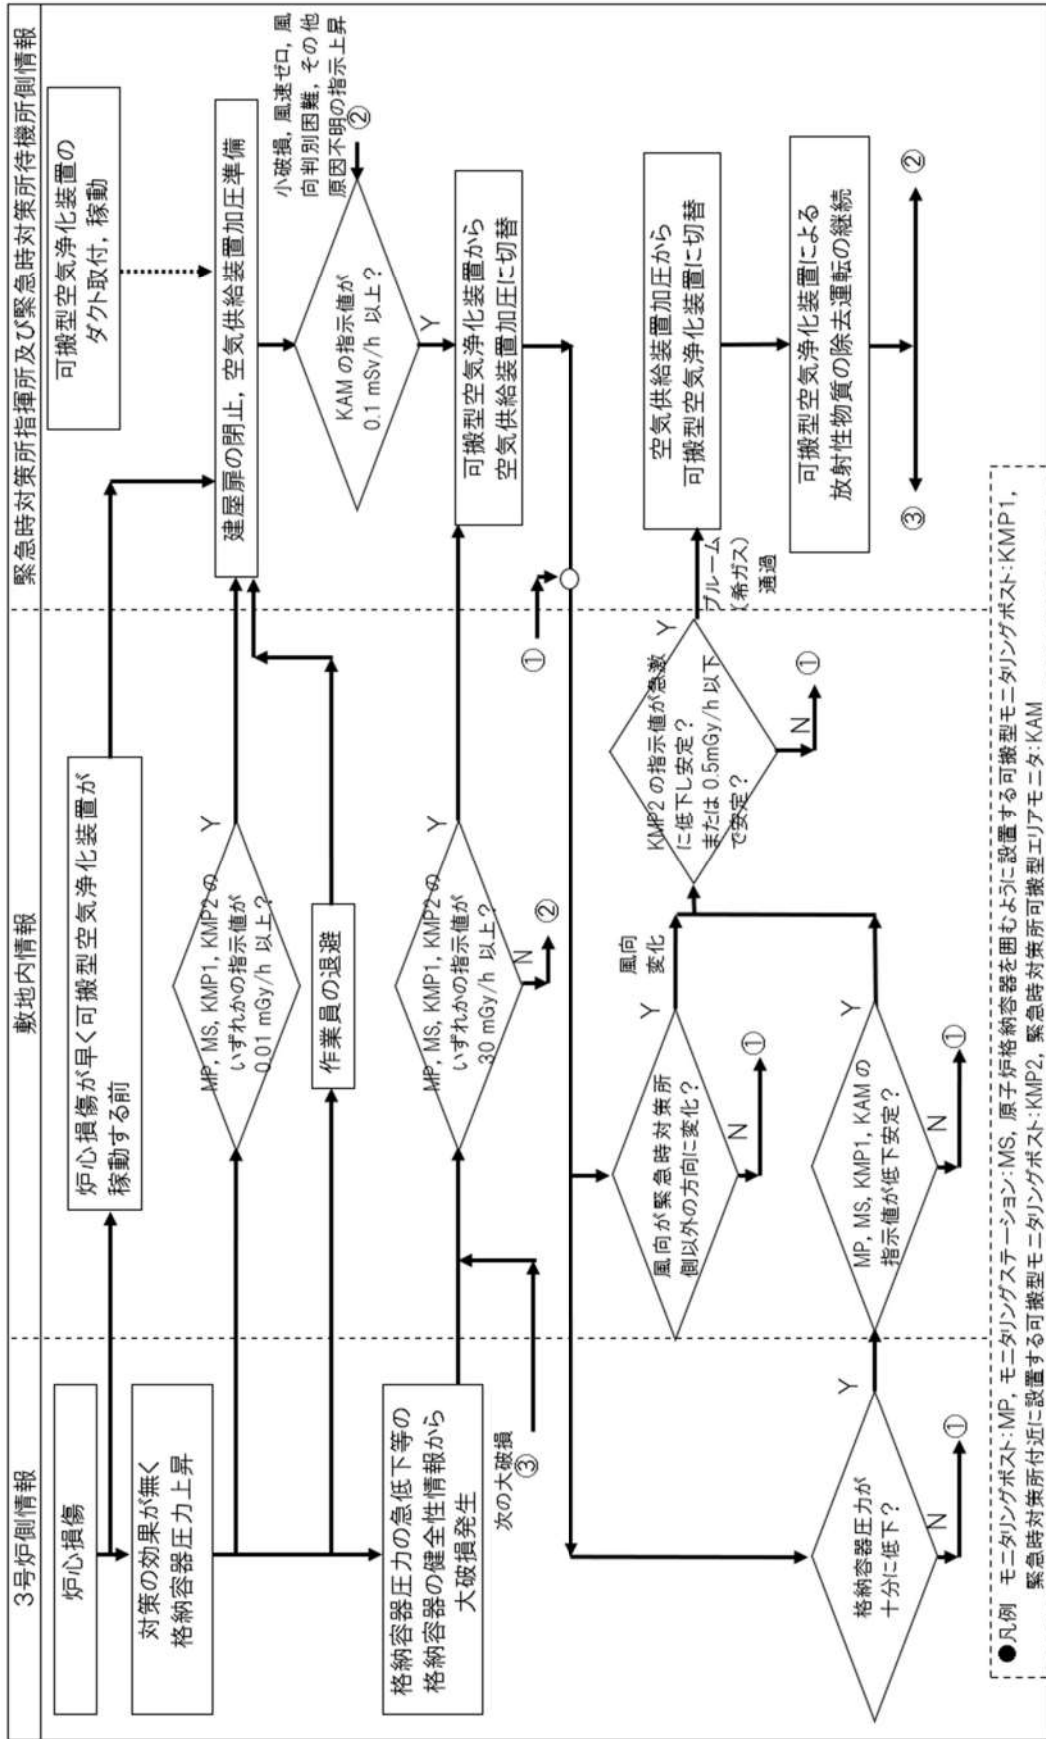 3号炉側情報
敷地内情報
緊急時対策所指揮所及び緊急時対策所待機所側情報
炉心損傷
炉心損傷が早く可搬型空気浄化装置が
稼動する前
可搬型空気浄化装置の
ダクト取付，稼動
対策の効果が無く
格納容器圧力上昇
MP, MS, KMP1, KMP2の
いずれかの指示値が
0.01 mGy/h 以上？
Y
建屋扉の閉止，空気供給装置加圧準備
作業員の退避
小破損，風速ゼロ，風
向判別困難，その他
原因不明の指示上昇
②
KAM の指示値が
0.1 mSv/h 以上？
Y
格納容器圧力の急低下等の
格納容器の健全性情報から
大破損発生
MP, MS, KMP1, KMP2の
いずれかの指示値が
30 mGy/h 以上？
Y
N
②
可搬型空気浄化装置から
空気供給装置加圧に切替
次の大破損
③
①
風向が緊急時対策所
側以外の方向に変化？
Y
N
①
風向
変化
KMP2 の指示値が急激
に低下し安定？
または 0.5mGy/h 以下
で安定？
Y
N
①
プルーム
（希ガス）
通過
空気供給装置加圧から
可搬型空気浄化装置に切替
格納容器圧力が
十分に低下？
Y
N
①
MP, MS, KMP1, KAM の
指示値が低下安定？
Y
N
①
可搬型空気浄化装置による
放射性物質の除去運転の継続
③
②
●凡例 モニタリングポスト：MP，モニタリングステーション：MS，原子炉格納容器を囲むように設置する可搬型モニタリングポスト：KMP1，
緊急時対策所付近に設置する可搬型モニタリングポスト：KMP2，緊急時対策所可搬型エリアモニタ：KAM